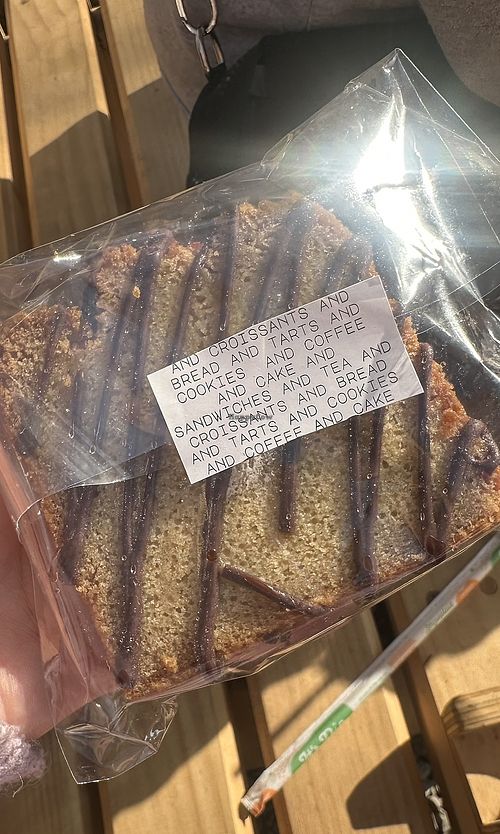 AND CROISSANTS AND
BREAD AND TARTS AND
COOKIES AND COFFEE
AND CAKE AND
SANDWICHES AND TEA AND
CROISSANTS AND BREAD
AND TARTS AND COOKIES
AND COFFEE AND CAKE